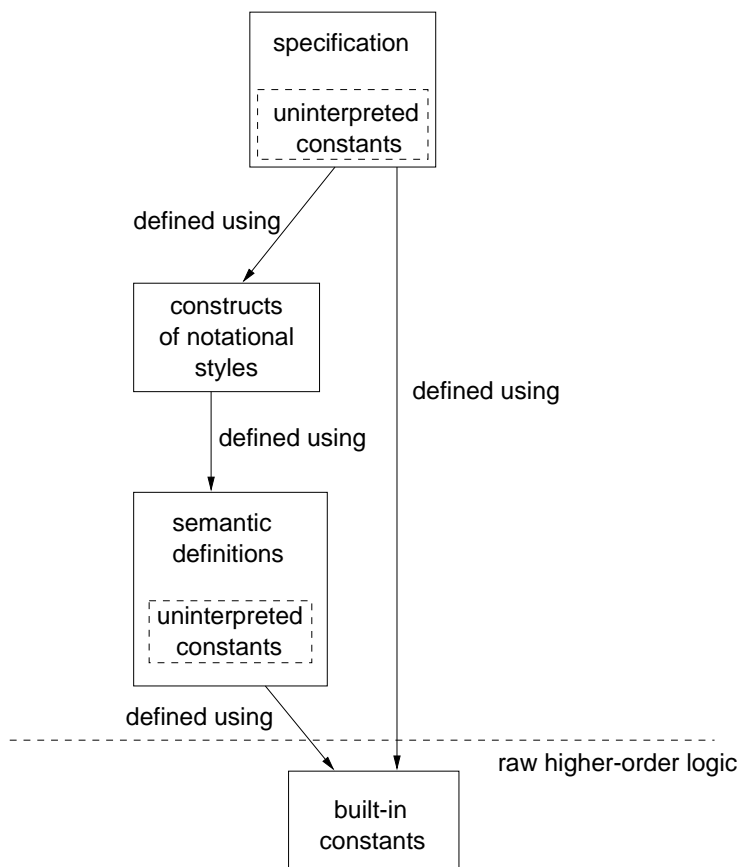 specification
uninterpreted
constants
defined using
constructs
of notational
styles
defined using
defined using
semantic
definitions
uninterpreted
constants
defined using
raw higher-order logic
built-in
constants